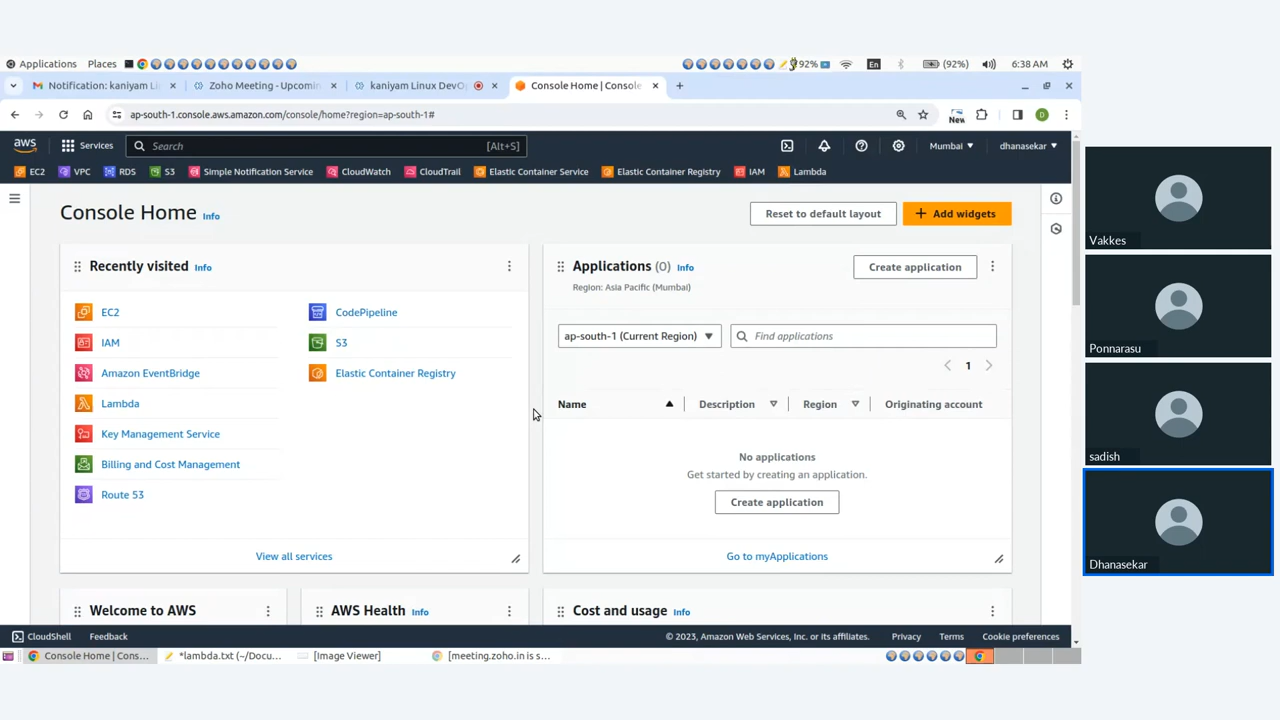 Applications Places 92% En (92%) 6:38 AM
Notification: kaniyam Li Zoho Meeting - Upcomin kaniyam Linux DevO Console Home | Console
ap-south-1.console.aws.amazon.com/console/home?region=ap-south-1# New
aws Services Search [Alt+S] Mumbai dhanasekar
EC2 VPC RDS S3 Simple Notification Service CloudWatch CloudTrail Elastic Container Service Elastic Container Registry IAM Lambda
Console Home Info Reset to default layout Add widgets
Recently visited Info
EC2
IAM
Amazon EventBridge
Lambda
Key Management Service
Billing and Cost Management
Route 53
CodePipeline
S3
Elastic Container Registry
View all services
Applications (0) Info Create application
Region: Asia Pacific (Mumbai)
ap-south-1 (Current Region) Find applications
1
Name Description Region Originating account
No applications
Get started by creating an application.
Create application
Go to myApplications
Welcome to AWS AWS Health Info Cost and usage Info
CloudShell Feedback © 2023, Amazon Web Services, Inc. or its affiliates. Privacy Terms Cookie preferences
Console Home | Cons... *lambda.txt (~/Docu... [Image Viewer] [meeting.zoho.in is s...
Vakkes
Ponnarasu
sadish
Dhanasekar